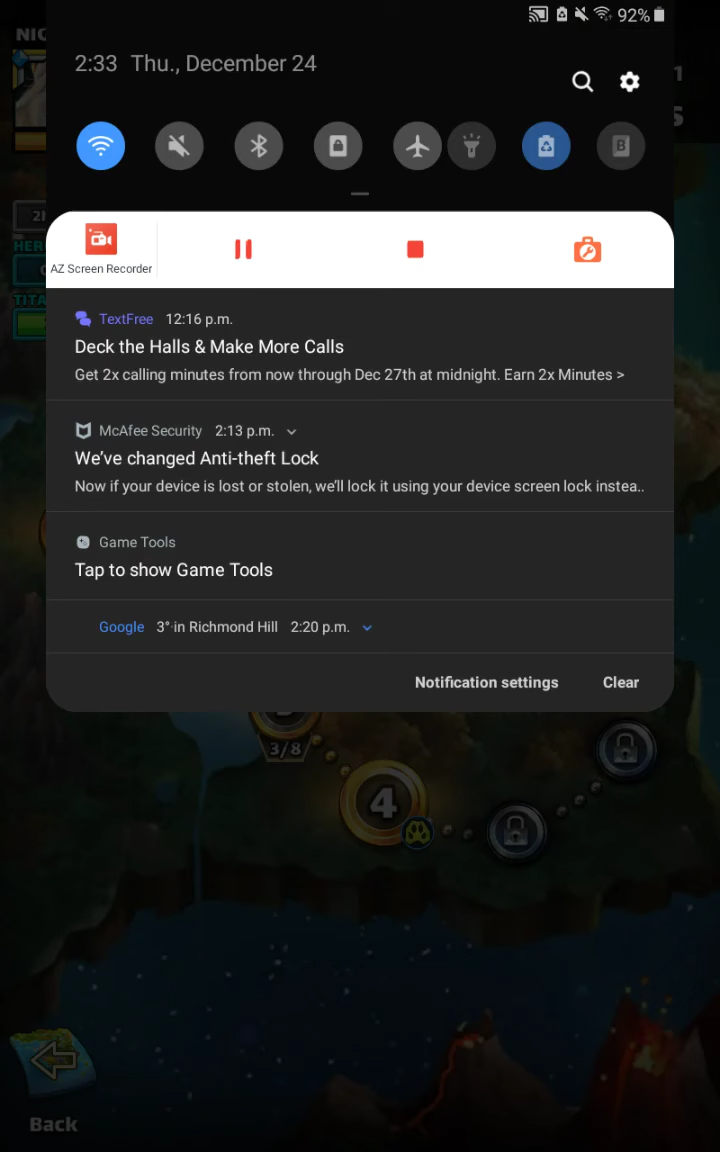 92%
2:33 Thu., December 24
B
AZ Screen Recorder
TextFree 12:16 p.m.
Deck the Halls & Make More Calls
Get 2x calling minutes from now through Dec 27th at midnight. Earn 2x Minutes >
McAfee Security 2:13 p.m.
We've changed Anti-theft Lock
Now if your device is lost or stolen, we'll lock it using your device screen lock instea..
Game Tools
Tap to show Game Tools
Google 3° in Richmond Hill 2:20 p.m.
Notification settings Clear
3/8
4
Back